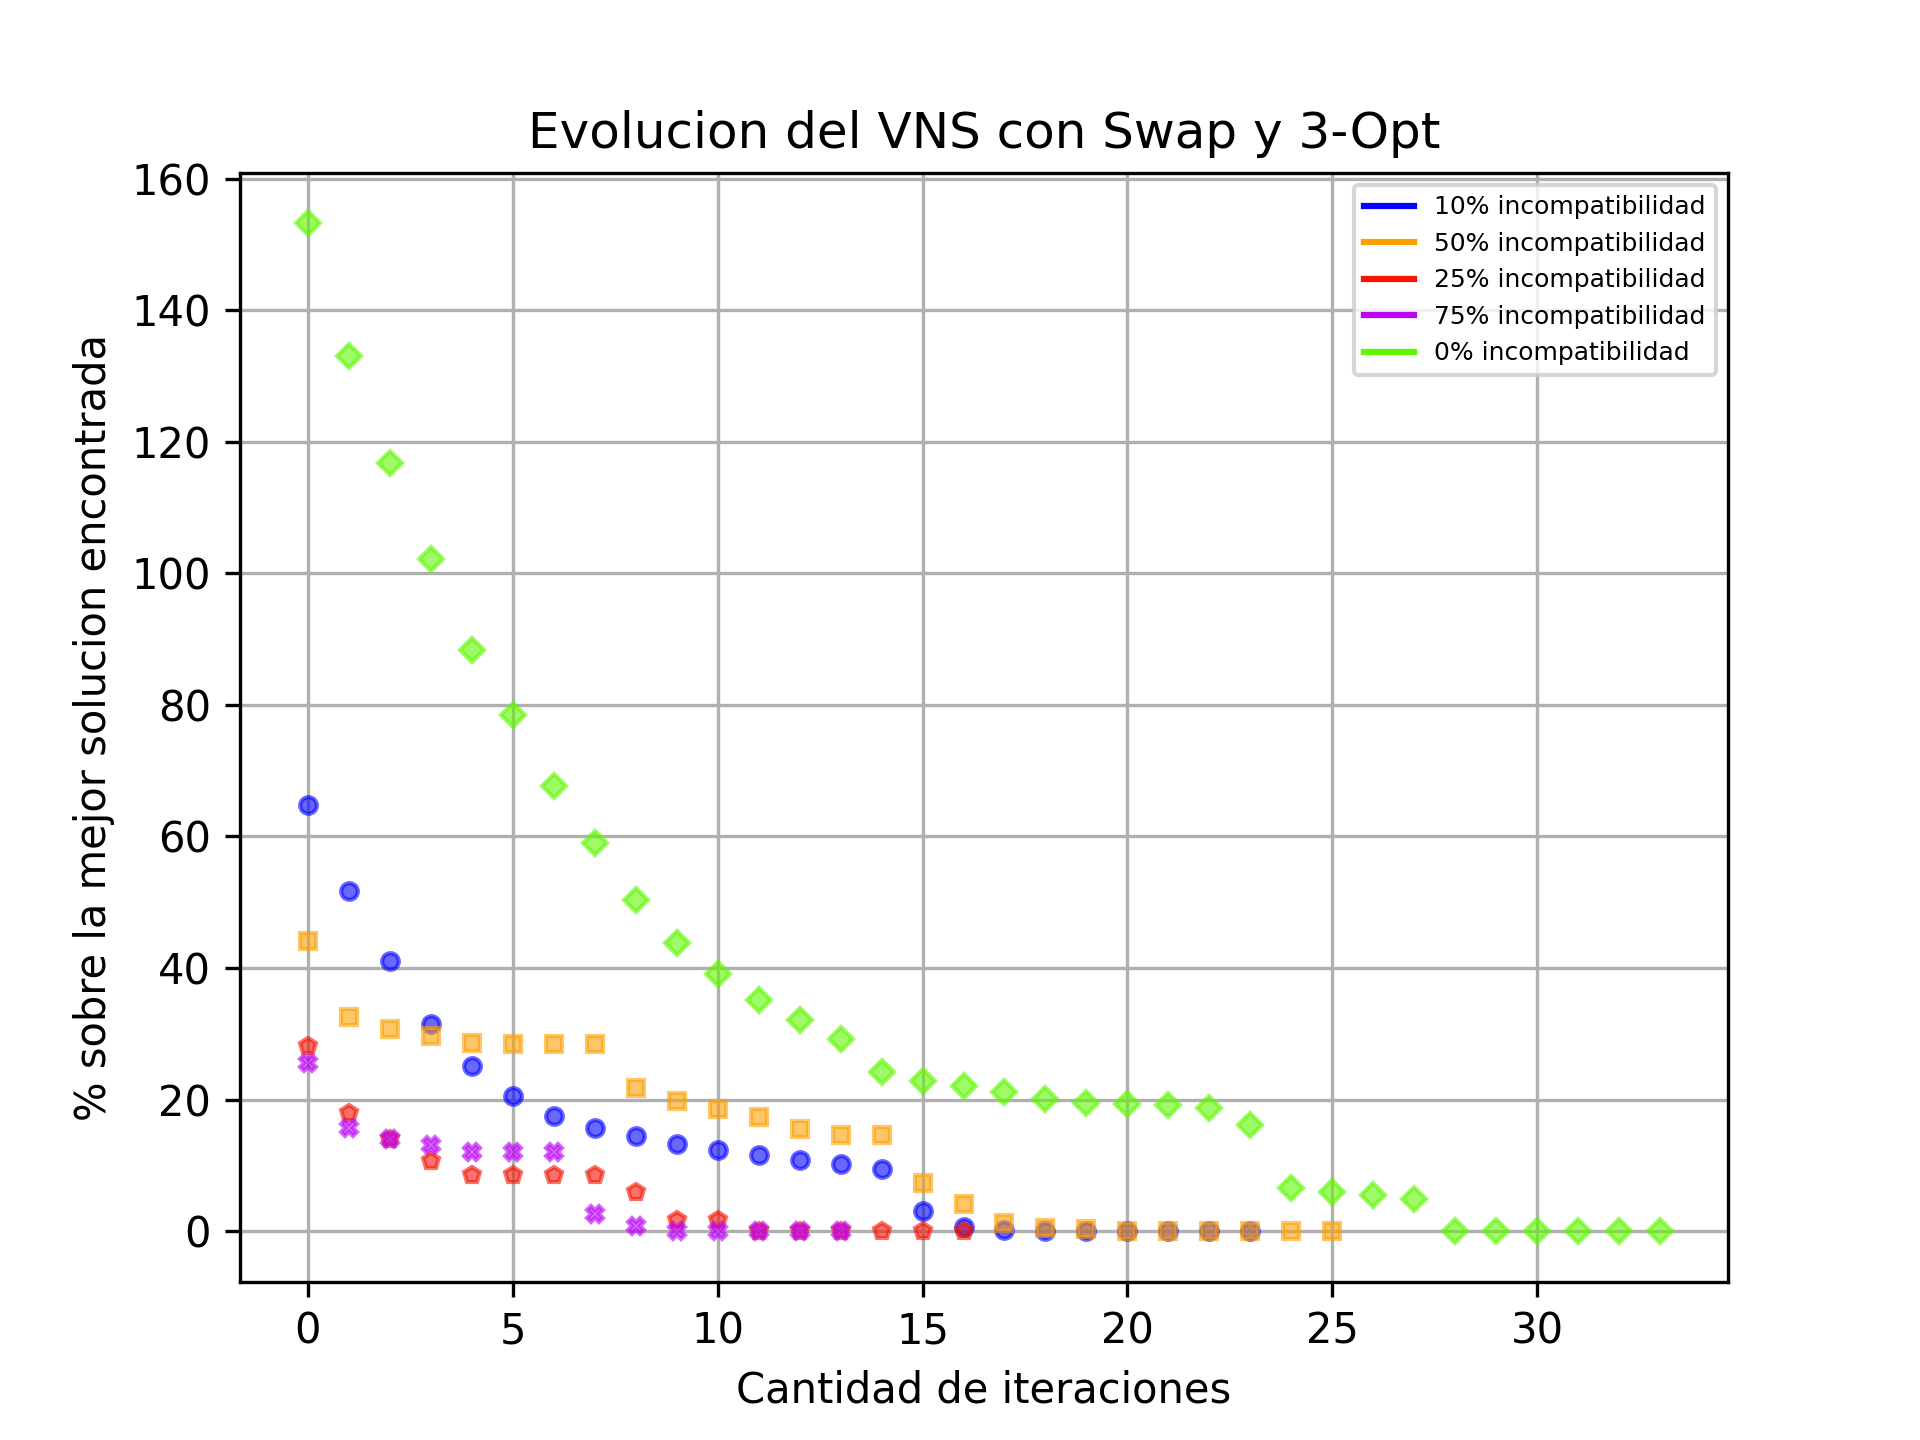 Evolucion del VNS con Swap y 3-Opt
160
140
120
100
80
60
40
20
0
% sobre la mejor solucion encontrada
10% incompatibilidad
50% incompatibilidad
25% incompatibilidad
75% incompatibilidad
0% incompatibilidad
0 5 10 15 20 25 30
Cantidad de iteraciones